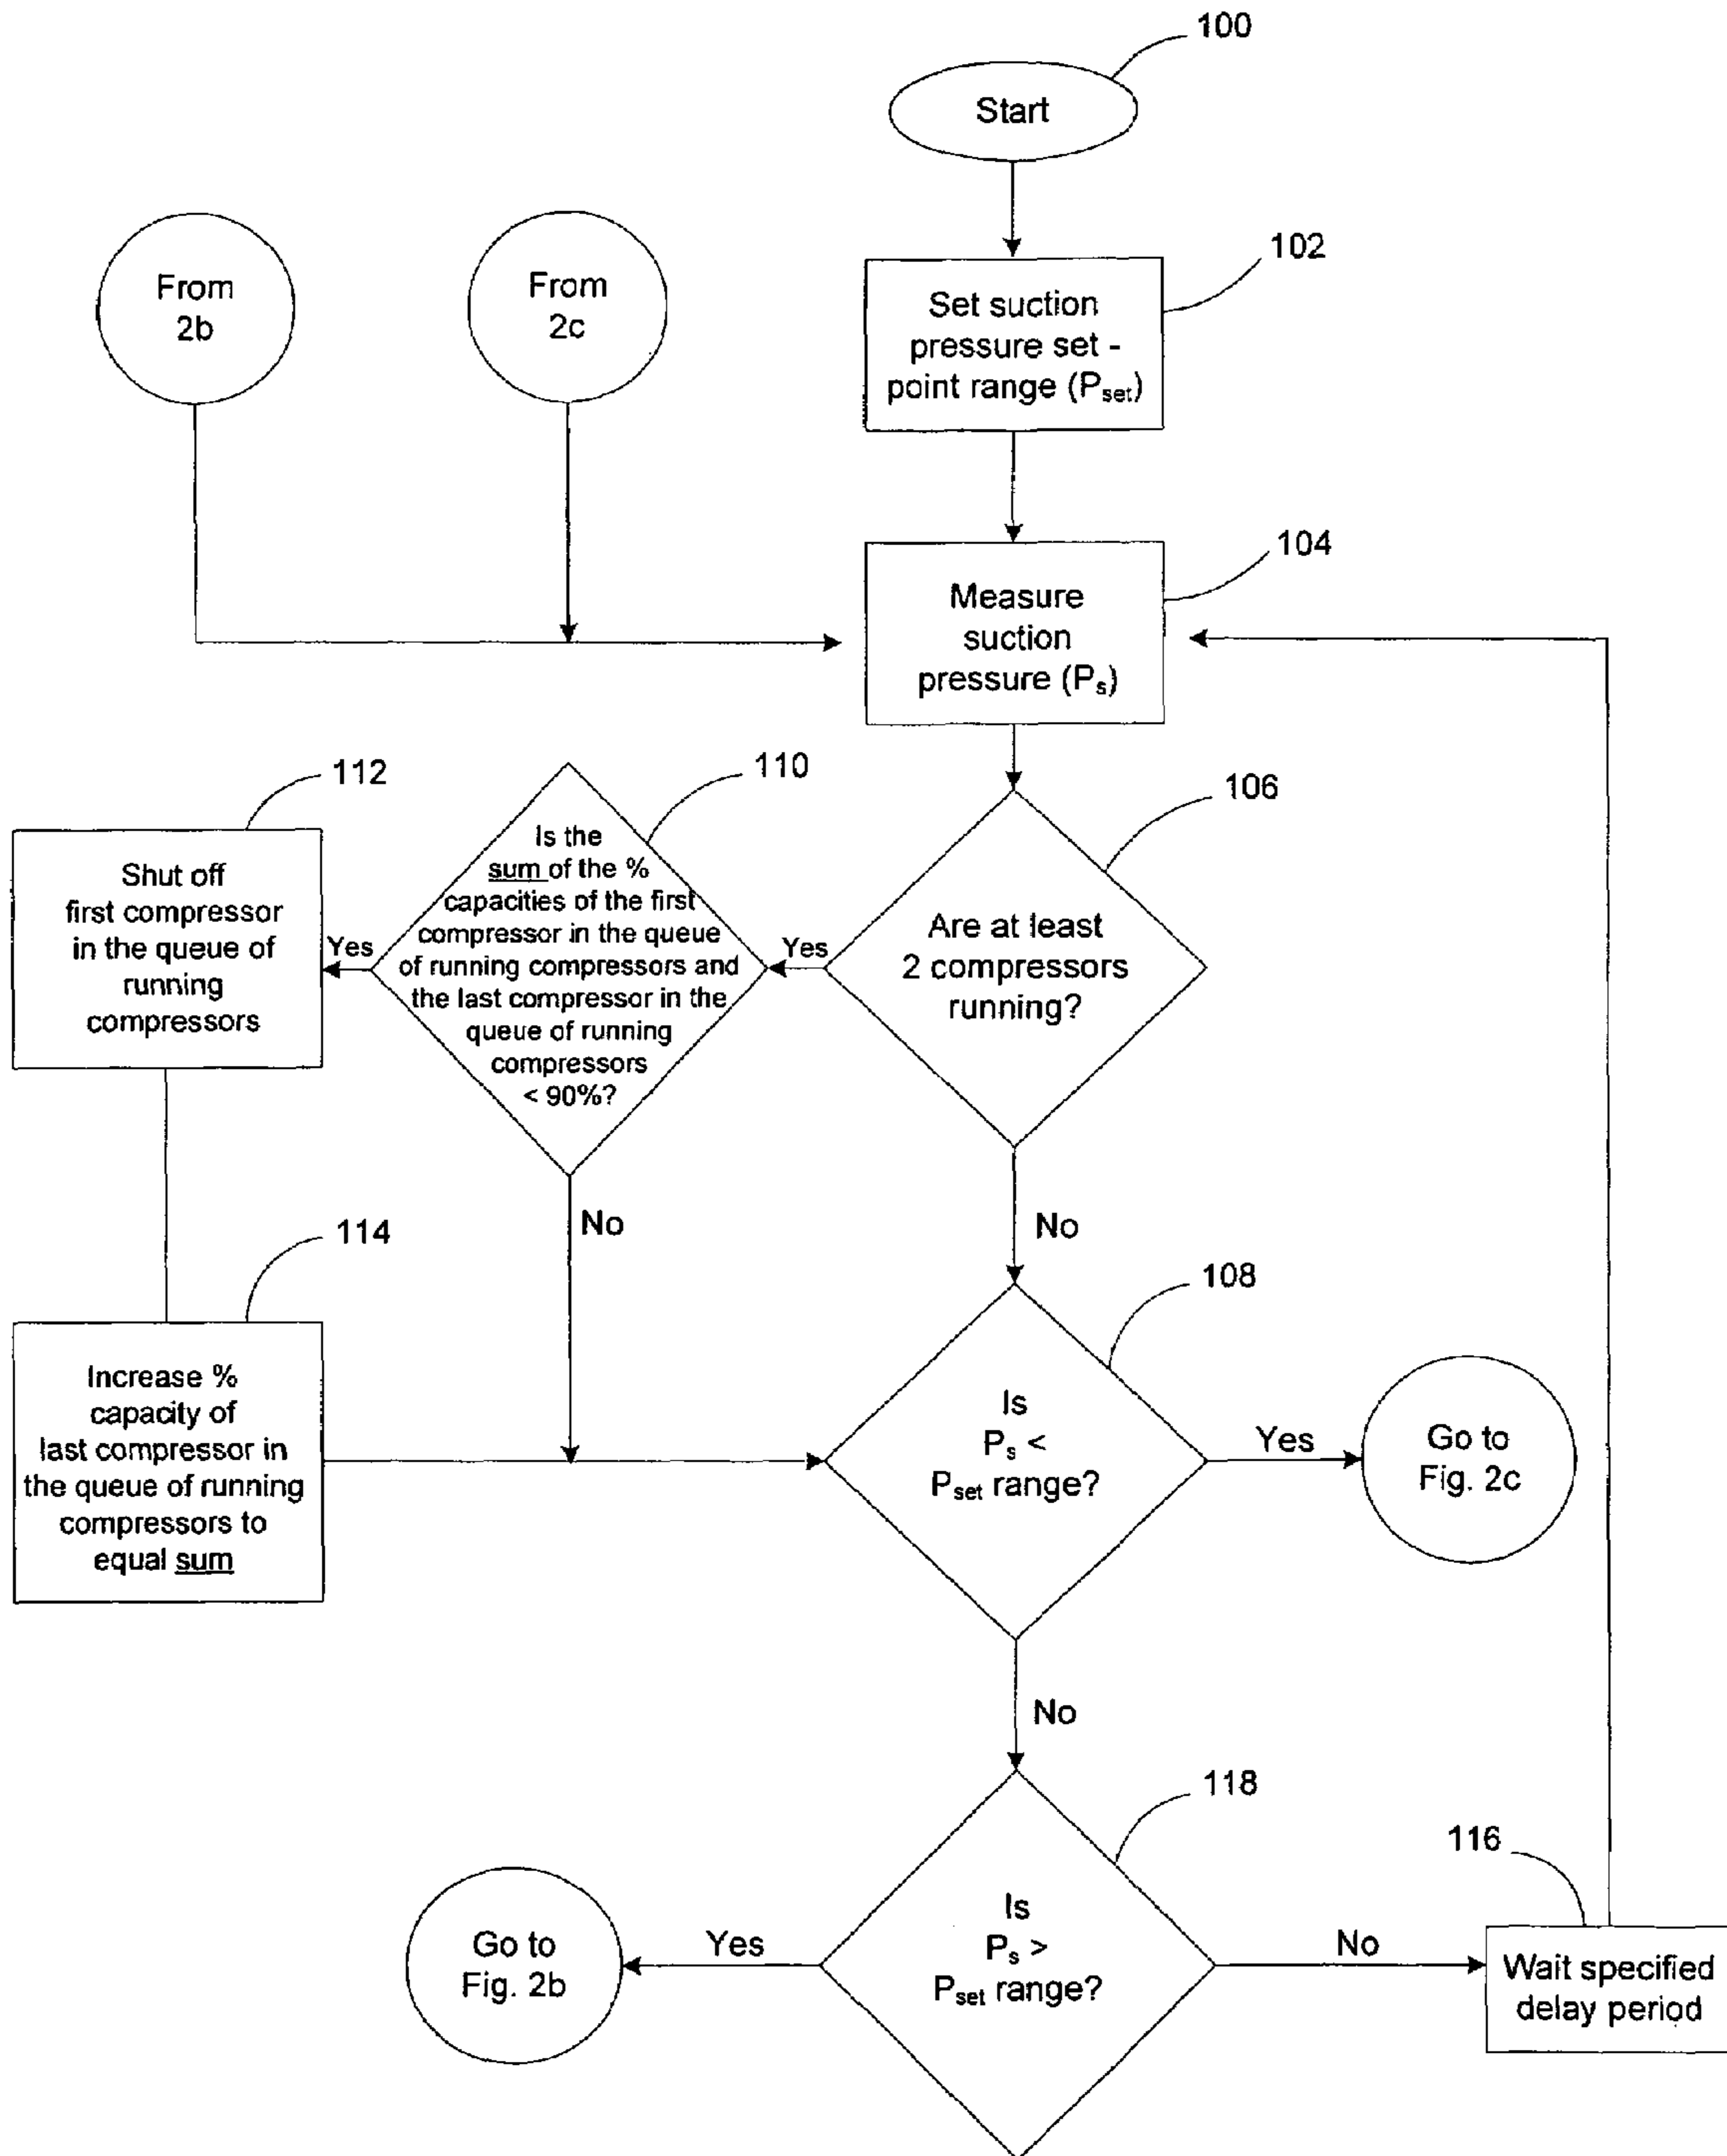 100
Start
102
From
2b
From
2c
Set suction
pressure set -
point range (Pset)
104
Measure
suction
pressure (Ps)
112
110
106
Shut off
first compressor
in the queue of
running
compressors
Yes
Is the
sum of the %
capacities of the first
compressor in the queue
of running compressors and
the last compressor in the
queue of running
compressors
< 90%?
Yes
Are at least
2 compressors
running?
No
No
114
108
Increase %
capacity of
last compressor in
the queue of running
compressors to
equal sum
Is
Ps <
Pset range?
Yes
Go to
Fig. 2c
No
118
116
Go to
Fig. 2b
Yes
Is
Ps >
Pset range?
No
Wait specified
delay period